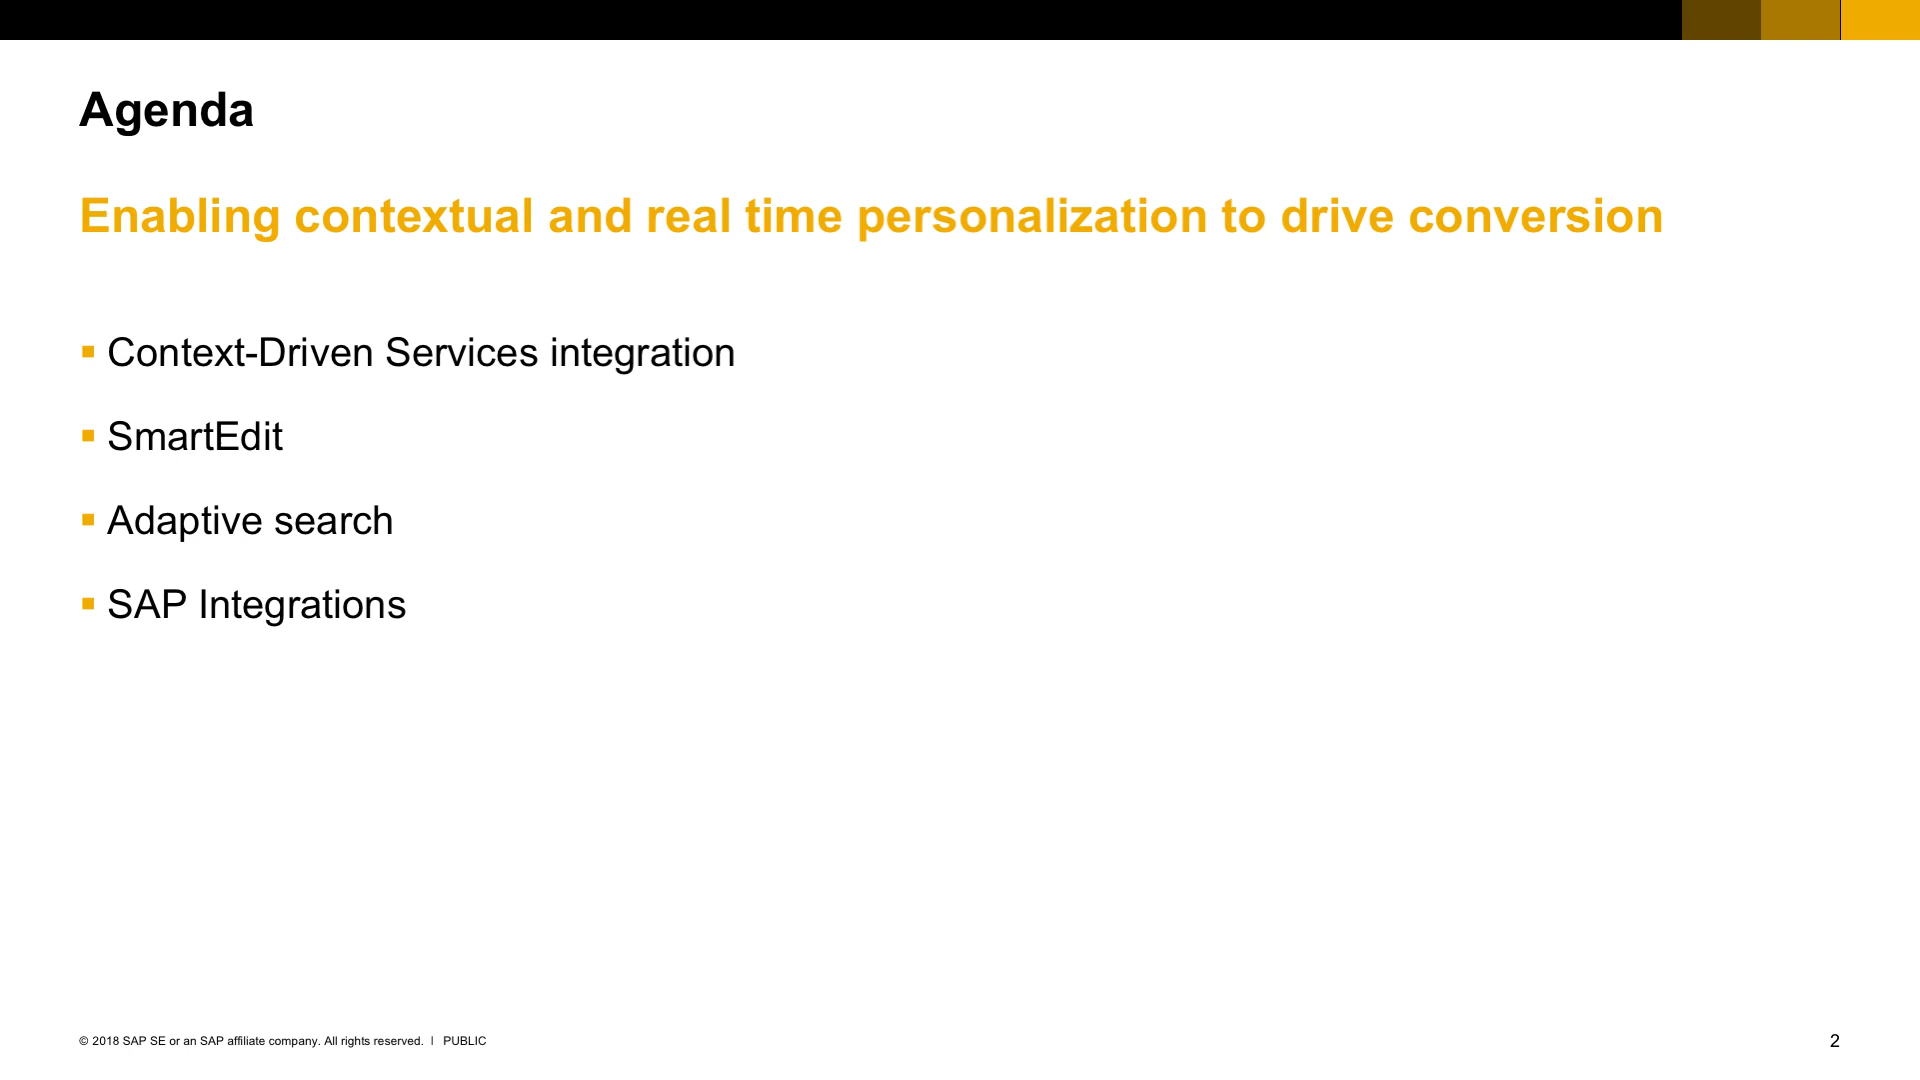 Agenda
Enabling contextual and real time personalization to drive conversion
▪ Context-Driven Services integration
▪ SmartEdit
▪ Adaptive search
▪ SAP Integrations
© 2018 SAP SE or an SAP affiliate company. All rights reserved. | PUBLIC
2